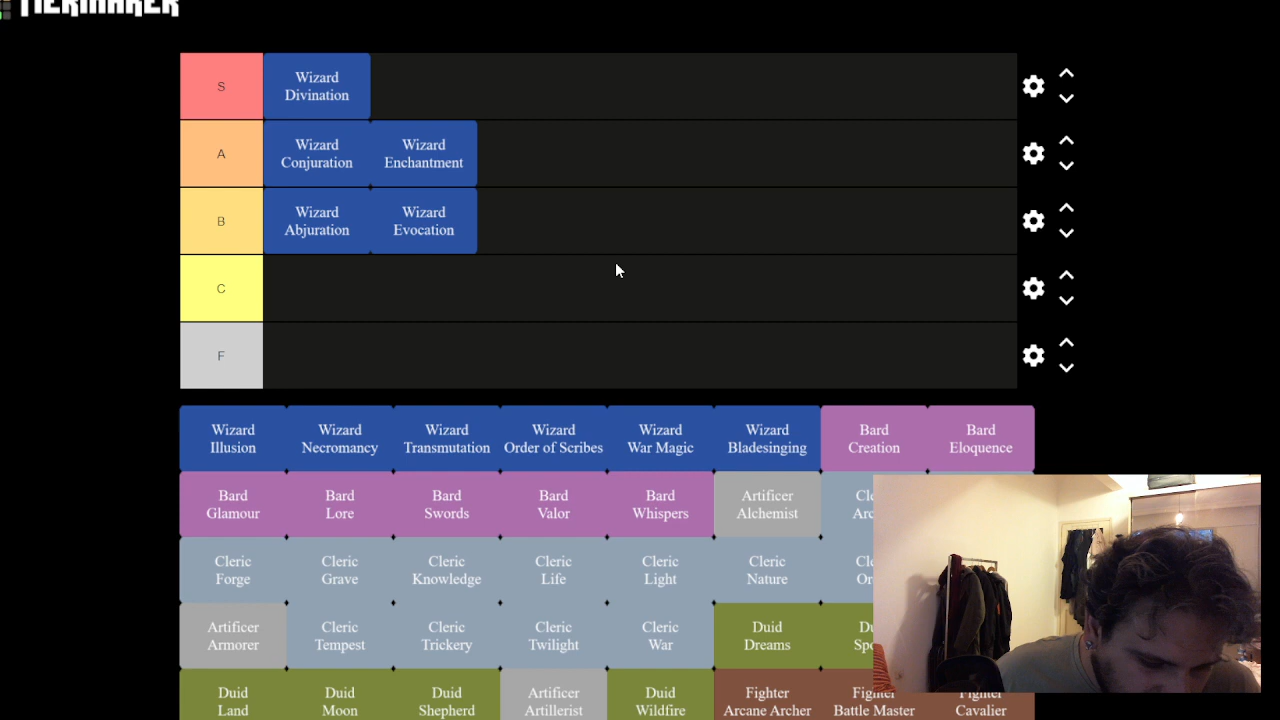 TIERMAKER
S
Wizard
Divination
A
Wizard
Conjuration
Wizard
Enchantment
B
Wizard
Abjuration
Wizard
Evocation
C
F
Wizard
Illusion
Wizard
Necromancy
Wizard
Transmutation
Wizard
Order of Scribes
Wizard
War Magic
Wizard
Bladesinging
Bard
Creation
Bard
Eloquence
Bard
Glamour
Bard
Lore
Bard
Swords
Bard
Valor
Bard
Whispers
Artificer
Alchemist
Cleric
Forge
Cleric
Grave
Cleric
Knowledge
Cleric
Life
Cleric
Light
Cleric
Nature
Artificer
Armorer
Cleric
Tempest
Cleric
Trickery
Cleric
Twilight
Cleric
War
Duid
Dreams
Duid
Land
Duid
Moon
Duid
Shepherd
Artificer
Artillerist
Duid
Wildfire
Fighter
Arcane Archer
Fighter
Battle Master
Fighter
Cavalier